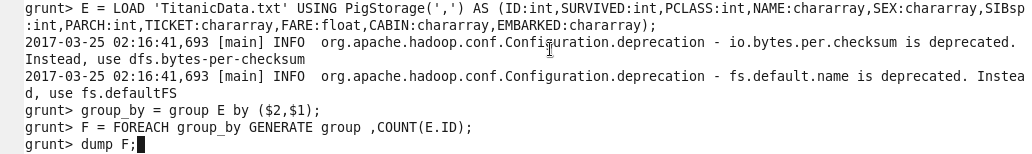 grunt> E = LOAD 'TitanicData.txt' USING PigStorage(',') AS (ID:int,SURVIVED:int,PCLASS:int,NAME:chararray,SEX:chararray,SIBsp
:int,PARCH:int,TICKET:chararray,FARE:float,CABIN:chararray,EMBARKED:chararray);
2017-03-25 02:16:41,693 [main] INFO  org.apache.hadoop.conf.Configuration.deprecation - io.bytes.per.checksum is deprecated.
Instead, use dfs.bytes-per-checksum
2017-03-25 02:16:41,693 [main] INFO  org.apache.hadoop.conf.Configuration.deprecation - fs.default.name is deprecated. Instea
d, use fs.defaultFS
grunt> group_by = group E by ($2,$1);
grunt> F = FOREACH group_by GENERATE group ,COUNT(E.ID);
grunt> dump F;